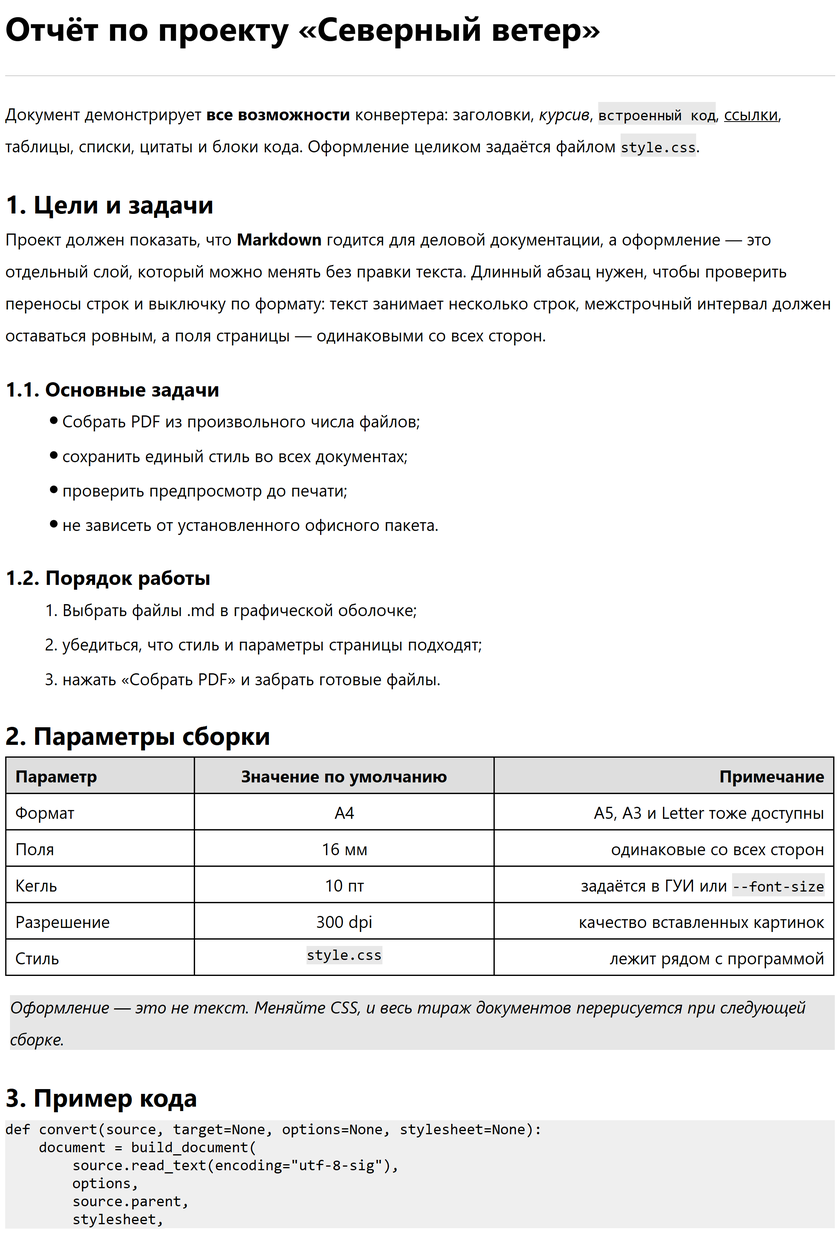 Отчёт по проекту «Северный ветер»
Документ демонстрирует все возможности конвертера: заголовки, курсив, встроенный код, ссылки,
таблицы, списки, цитаты и блоки кода. Оформление целиком задаётся файлом style.css.
1. Цели и задачи
Проект должен показать, что Markdown годится для деловой документации, а оформление — это
отдельный слой, который можно менять без правки текста. Длинный абзац нужен, чтобы проверить
переносы строк и выключку по формату: текст занимает несколько строк, межстрочный интервал должен
оставаться ровным, а поля страницы — одинаковыми со всех сторон.
1.1. Основные задачи
● Собрать PDF из произвольного числа файлов;
● сохранить единый стиль во всех документах;
● проверить предпросмотр до печати;
● не зависеть от установленного офисного пакета.
1.2. Порядок работы
1. Выбрать файлы .md в графической оболочке;
2. убедиться, что стиль и параметры страницы подходят;
3. нажать «Собрать PDF» и забрать готовые файлы.
2. Параметры сборки
Параметр Значение по умолчанию Примечание
Формат A4 A5, A3 и Letter тоже доступны
Поля 16 мм одинаковые со всех сторон
Кегль 10 пт задаётся в ГУИ или --font-size
Разрешение 300 dpi качество вставленных картинок
Стиль style.css лежит рядом с программой
Оформление — это не текст. Меняйте CSS, и весь тираж документов перерисуется при следующей
сборке.
3. Пример кода
def convert(source, target=None, options=None, stylesheet=None):
    document = build_document(
        source.read_text(encoding="utf-8-sig"),
        options,
        source.parent,
        stylesheet,